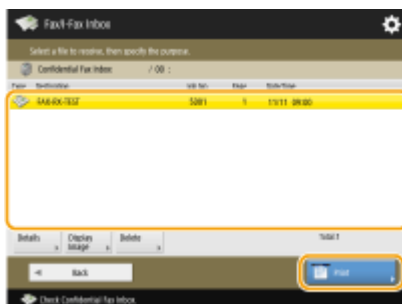 Fax/I-Fax Inbox
Select a file to receive, then specify the purpose.
Confidential Fax Inbox: / 00 :
Type Destination Job No. Page Date/Time
FAX-RX-TEST 5001 1 11/11 09:00
Details Display Image Delete Total:1
Back Print
Check Confidential Fax Inbox.